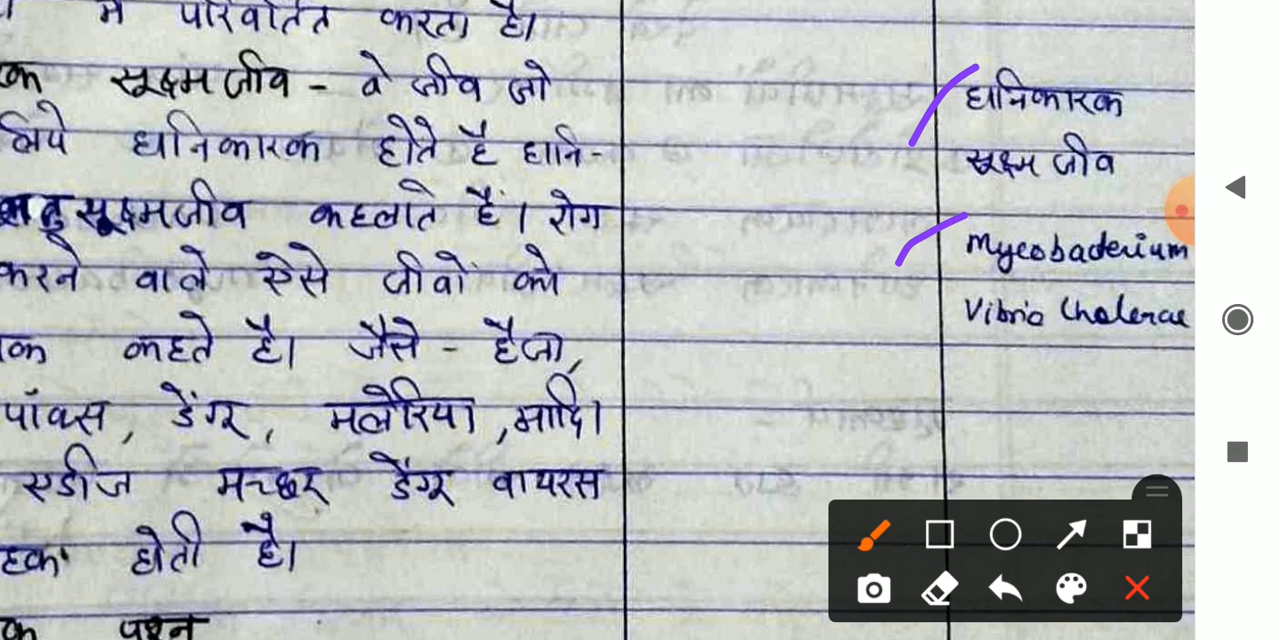 में परिवर्तित करता है।
क सूक्ष्मजीव - वे जीव जो
लिये हानिकारक होते है हानि-
सूक्ष्मजीव कहलाते हैं। रोग
करने वाले ऐसे जीवों को
क कहते है। जैसे - हैजा,
पॉक्स, डेंगू, मलेरिया, आदि।
एडीज मच्छर डेंगू वायरस
हक होती है।
क प्रश्न
हानिकारक
सूक्ष्म जीव
Mycobacterium
Vibrio Cholerae